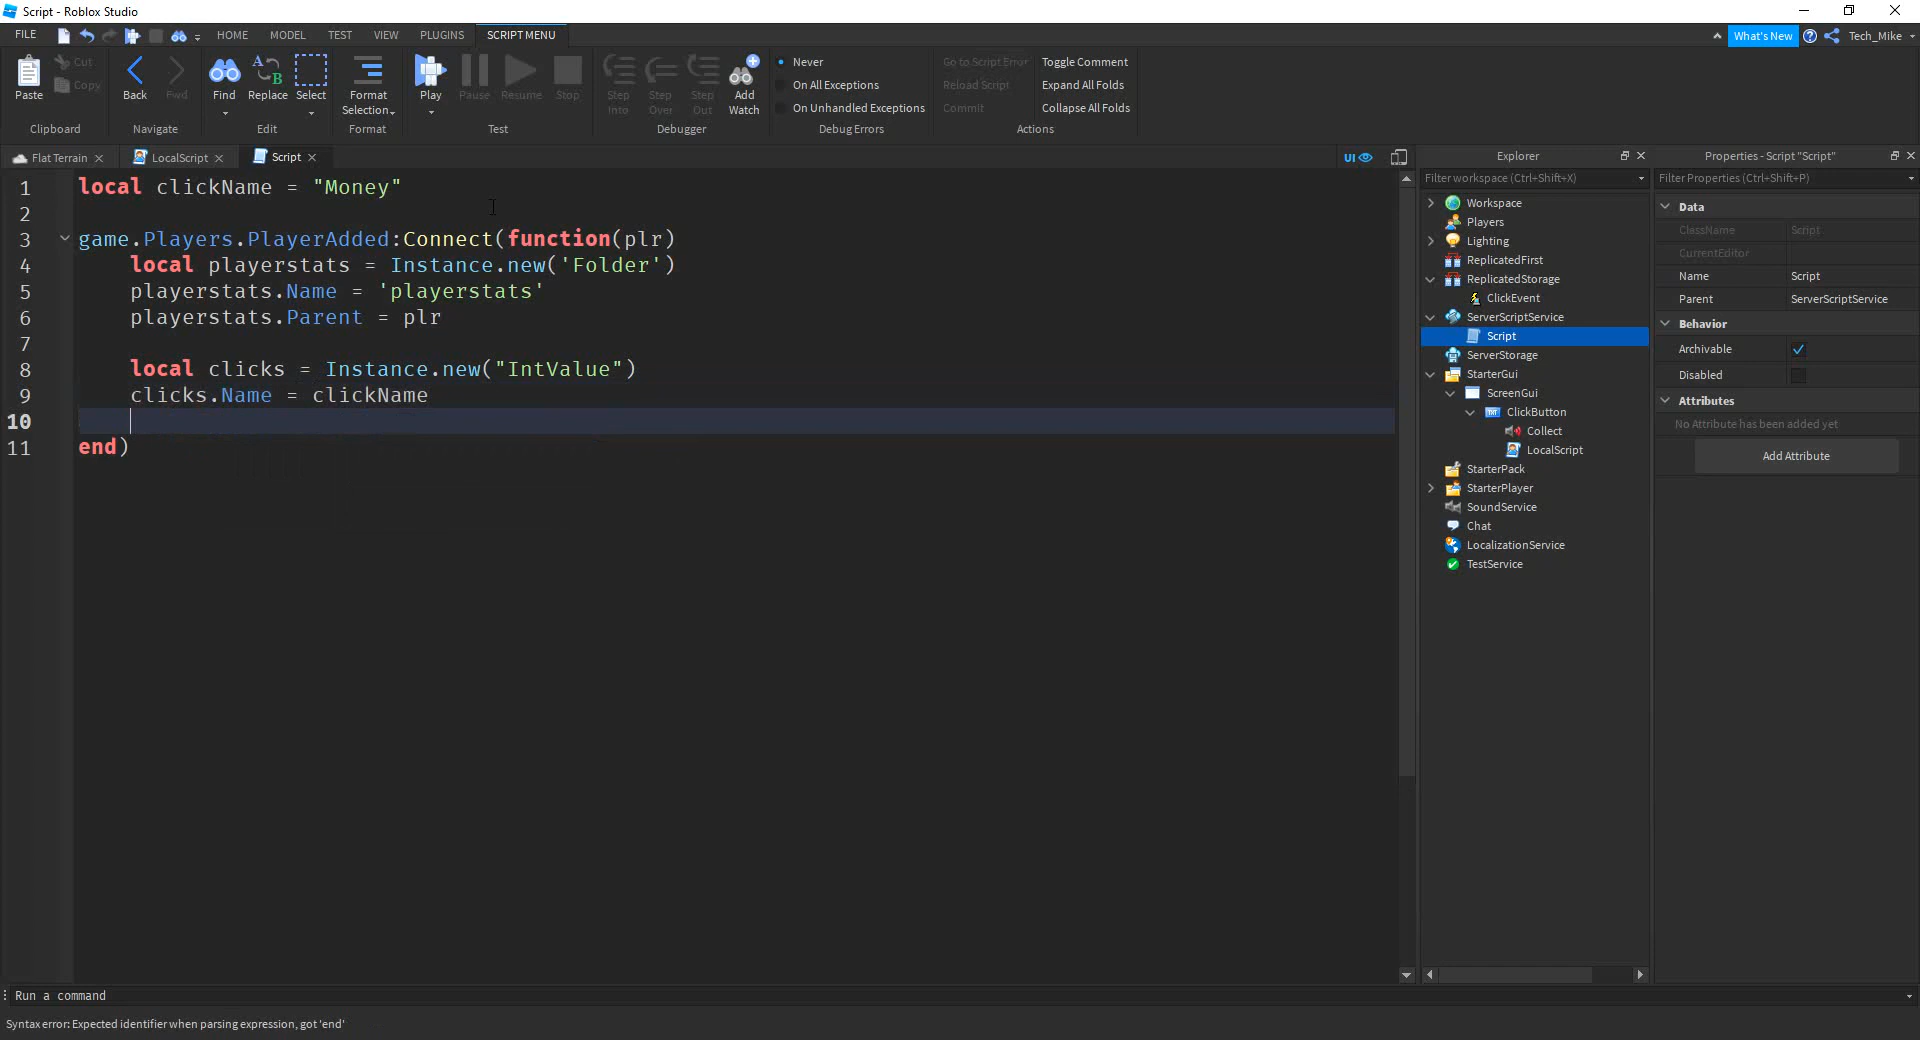 Script - Roblox Studio
FILE HOME MODEL TEST VIEW PLUGINS SCRIPT MENU What's New Tech_Mike
Paste Cut Copy
Clipboard
Back Fwd
Navigate
Find Replace Select
Edit
Format Selection
Format
Play Pause Resume Stop
Test
Step Into Step Over Step Out Add Watch
Debugger
Never
On All Exceptions
On Unhandled Exceptions
Debug Errors
Go to Script Error Toggle Comment
Reload Script Expand All Folds
Commit Collapse All Folds
Actions
Flat Terrain LocalScript Script UI
1 local clickName = "Money"
2
3 game.Players.PlayerAdded:Connect(function(plr)
4 local playerstats = Instance.new('Folder')
5 playerstats.Name = 'playerstats'
6 playerstats.Parent = plr
7
8 local clicks = Instance.new("IntValue")
9 clicks.Name = clickName
10
11 end)
Explorer
Filter workspace (Ctrl+Shift+X)
Workspace
Players
Lighting
ReplicatedFirst
ReplicatedStorage
ClickEvent
ServerScriptService
Script
ServerStorage
StarterGui
ScreenGui
ClickButton
Collect
LocalScript
StarterPack
StarterPlayer
SoundService
Chat
LocalizationService
TestService
Properties - Script "Script"
Filter Properties (Ctrl+Shift+P)
Data
ClassName Script
CurrentEditor
Name Script
Parent ServerScriptService
Behavior
Archivable
Disabled
Attributes
No Attribute has been added yet
Add Attribute
Run a command
Syntax error: Expected identifier when parsing expression, got 'end'